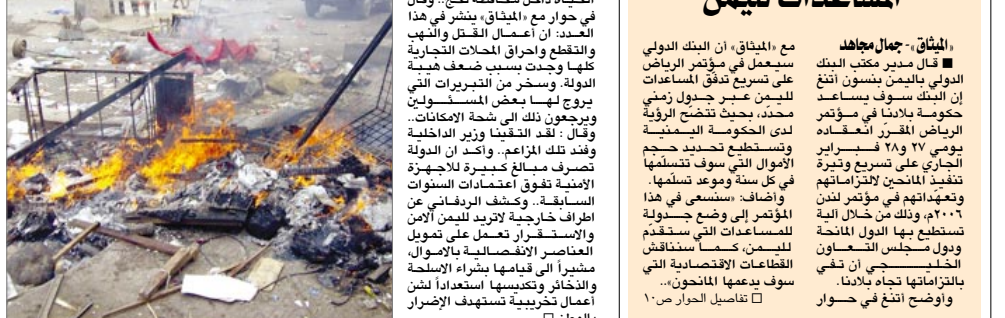 المساعدات لليمن
«الميثاق» - جمال مجاهد
■ قال مدير مكتب البنك
الدولي باليمن بنسون أتنغ
إن البنك سوف يساعد
حكومة بلادنا في مؤتمر
الرياض المقرر انعقاده
يومي ٢٧ و٢٨ فبراير
الجاري على تسريع وتيرة
تنفيذ المانحين لالتزاماتهم
وتعهداتهم في مؤتمر لندن
٢٠٠٦م، وذلك من خلال آلية
تستطيع بها الدول المانحة
ودول مجلس التعاون
الخليجي أن تفي
بالتزاماتها تجاه بلادنا.
وأوضح أتنغ في حوار
مع «الميثاق» أن البنك الدولي
سيعمل في مؤتمر الرياض
على تسريع تدفق المساعدات
لليمن عبر جدول زمني
محدد، بحيث تتضح الرؤية
لدى الحكومة اليمنية
وتستطيع تحديد حجم
الأموال التي سوف تتسلمها
في كل سنة وموعد تسلمها.
وأضاف: «سنسعى في هذا
المؤتمر إلى وضع جدولة
للمساعدات التي ستقدم
لليمن، كما سنناقش
القطاعات الاقتصادية التي
سوف يدعمها المانحون»..
□ تفاصيل الحوار ص١٠
في حوار مع «الميثاق» ينشر في هذا
العدد: ان أعمال القتل والنهب
والتقطع واحراق المحلات التجارية
كلها وجدت بسبب ضعف هيبة
الدولة. وسخر من التبريرات التي
يروج لها بعض المسئولين
ويرجعون ذلك الى شحة الامكانات..
وقال : لقد التقينا وزير الداخلية
وفند تلك المزاعم.. وأكد ان الدولة
تصرف مبالغ كبيرة للاجهزة
الأمنية تفوق اعتمادات السنوات
السابقة.. وكشف الردفاني عن
اطراف خارجية لاتريد لليمن الأمن
والاستقرار تعمل على تمويل
العناصر الانفصالية بالاموال،
مشيراً الى قيامها بشراء الاسلحة
والذخائر وتكديسها استعداداً لشن
أعمال تخريبية تستهدف الإضرار